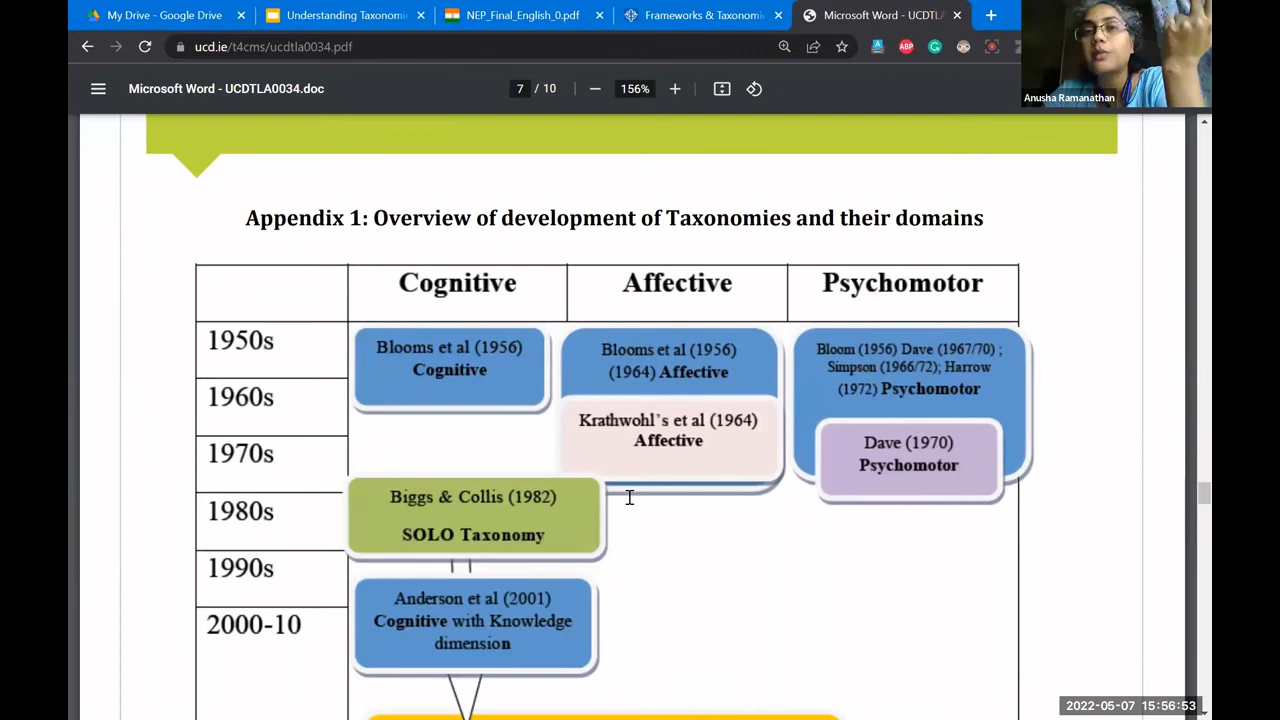 My Drive - Google Drive
Understanding Taxonomi
NEP_Final_English_0.pdf
Frameworks & Taxonomi
Microsoft Word - UCDTL
ucd.ie/t4cms/ucdtla0034.pdf
ABP
Microsoft Word - UCDTLA0034.doc
7 / 10
156%
Anusha Ramanathan
Appendix 1: Overview of development of Taxonomies and their domains
Cognitive
Affective
Psychomotor
1950s
1960s
1970s
1980s
1990s
2000-10
Blooms et al (1956)
Cognitive
Blooms et al (1956)
(1964) Affective
Krathwohl's et al (1964)
Affective
Bloom (1956) Dave (1967/70) ;
Simpson (1966/72); Harrow
(1972) Psychomotor
Dave (1970)
Psychomotor
Biggs & Collis (1982)
SOLO Taxonomy
Anderson et al (2001)
Cognitive with Knowledge
dimension
2022-05-07 15:56:53